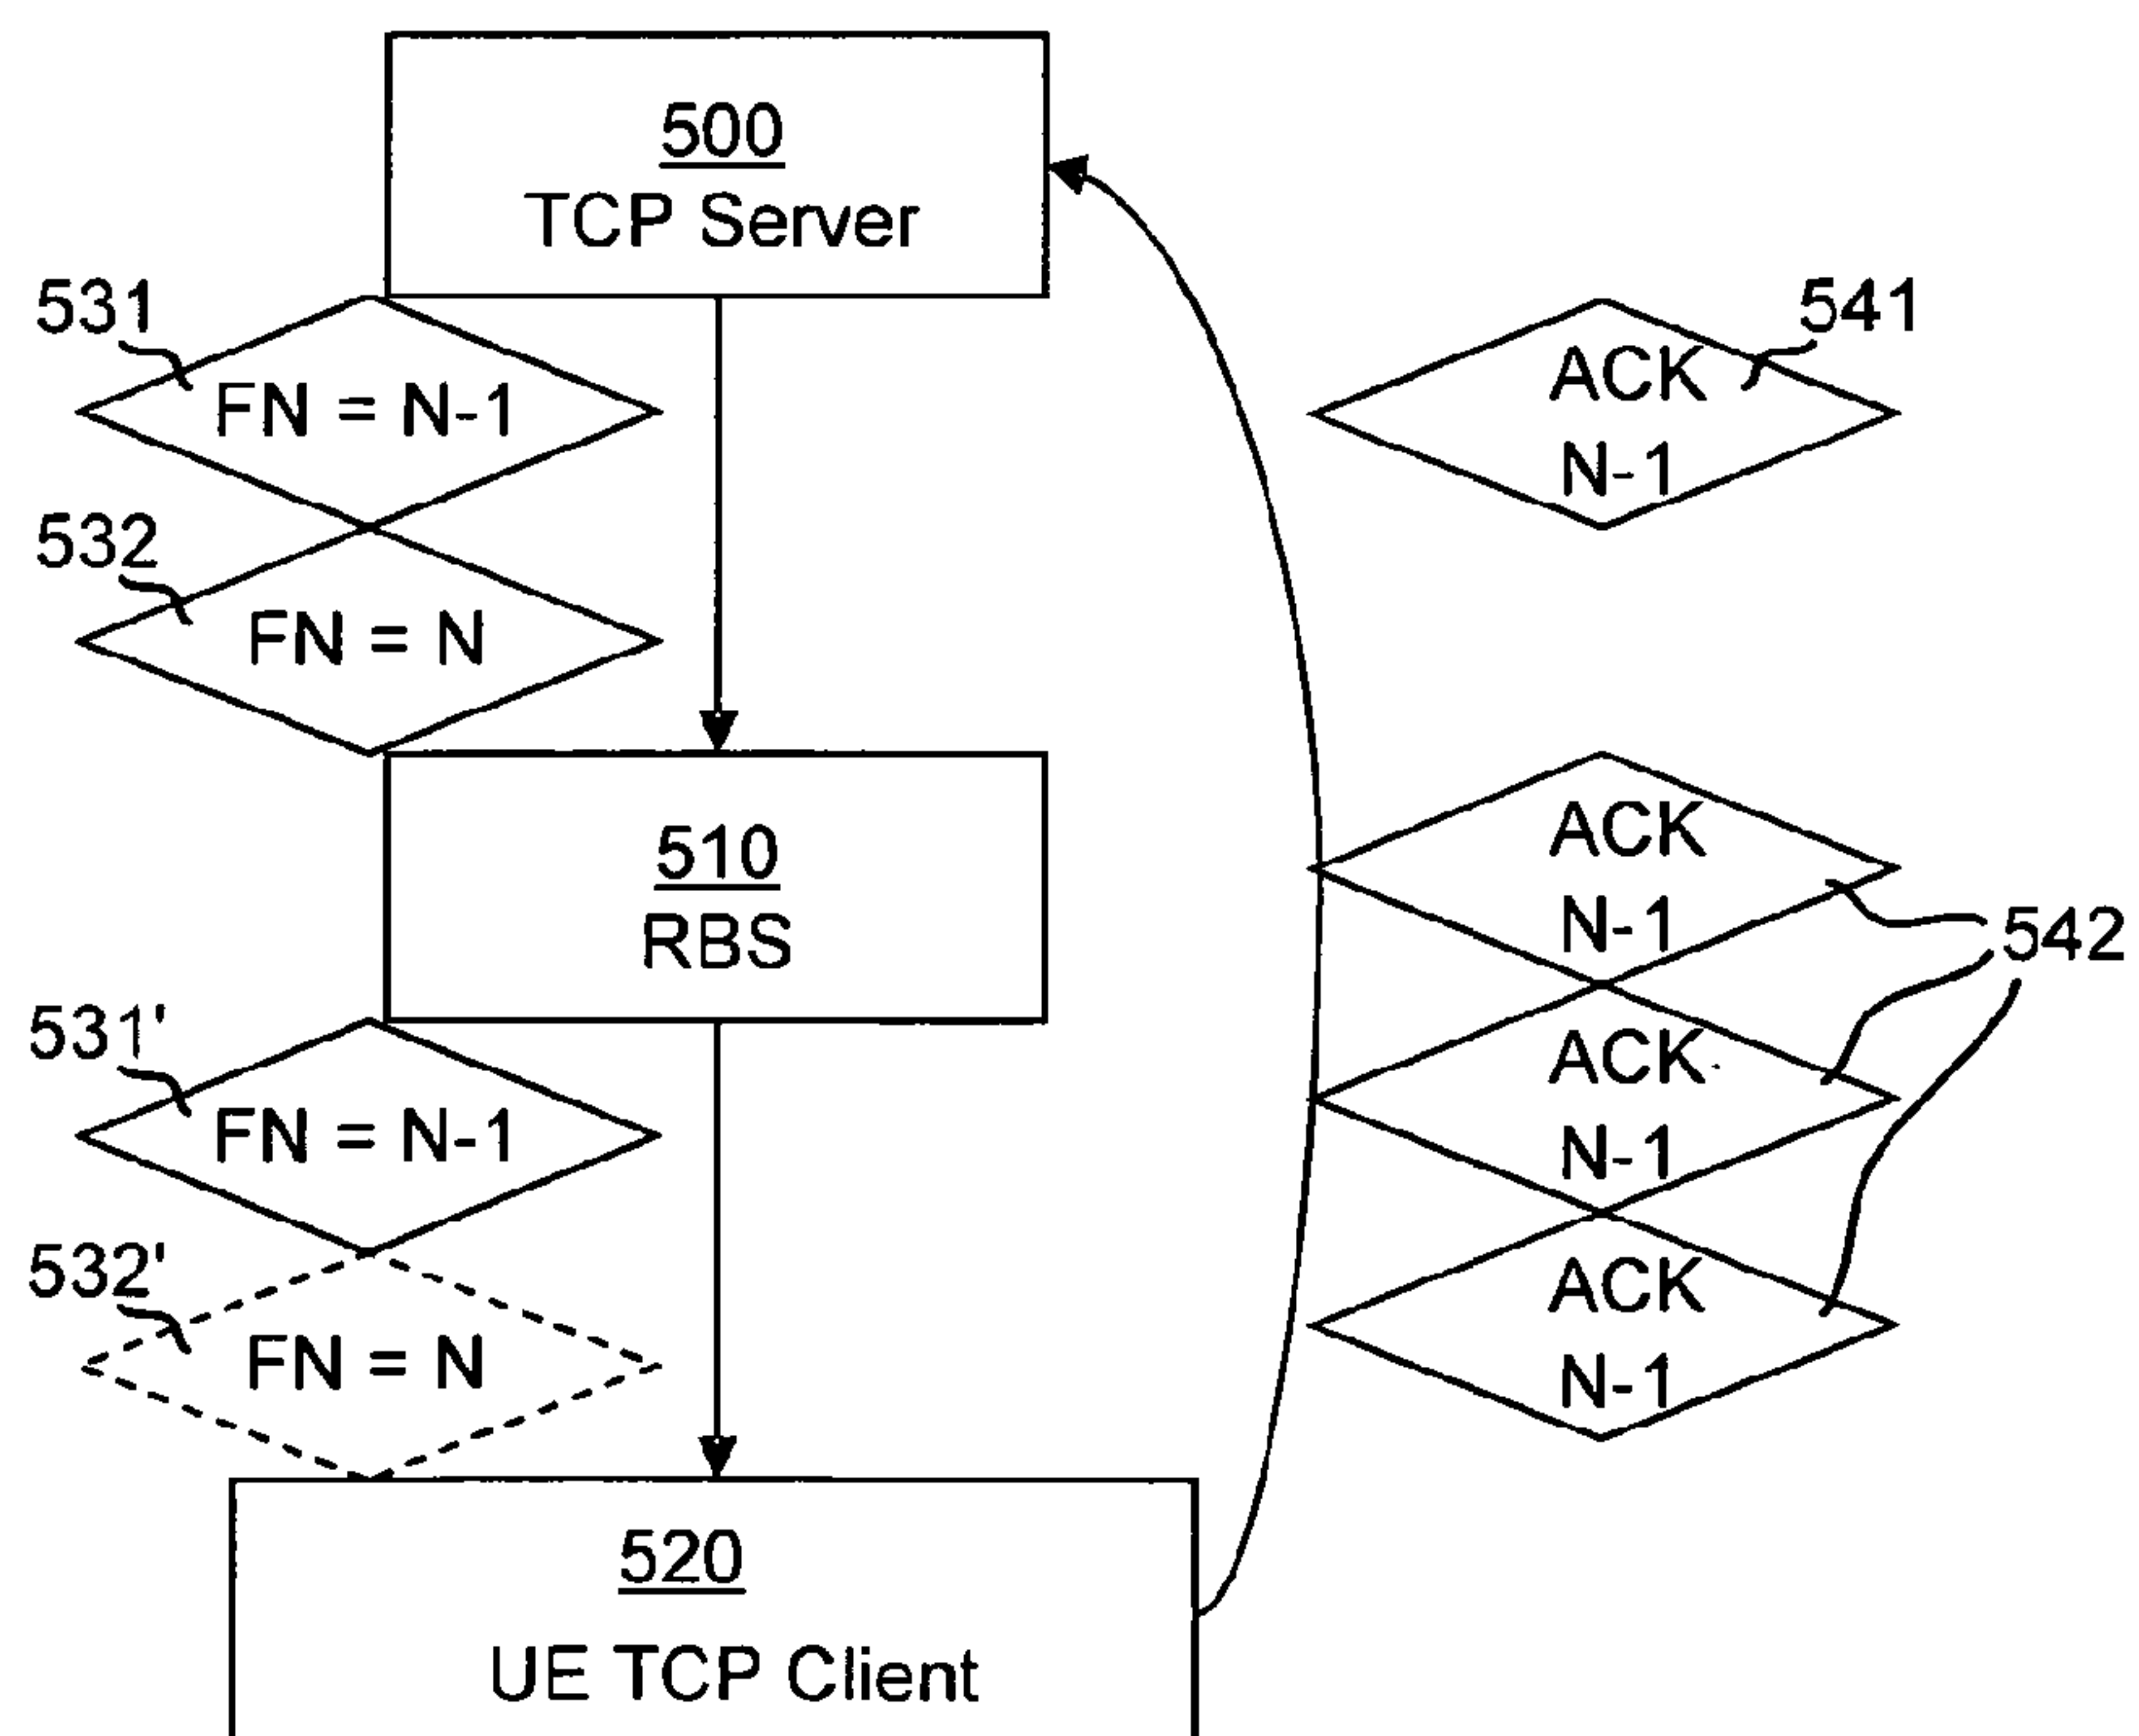 500
TCP Server
531
FN = N-1
541
ACK
N-1
532
FN = N
510
RBS
ACK
N-1
542
531'
FN = N-1
ACK
N-1
532'
FN = N
ACK
N-1
520
UE TCP Client